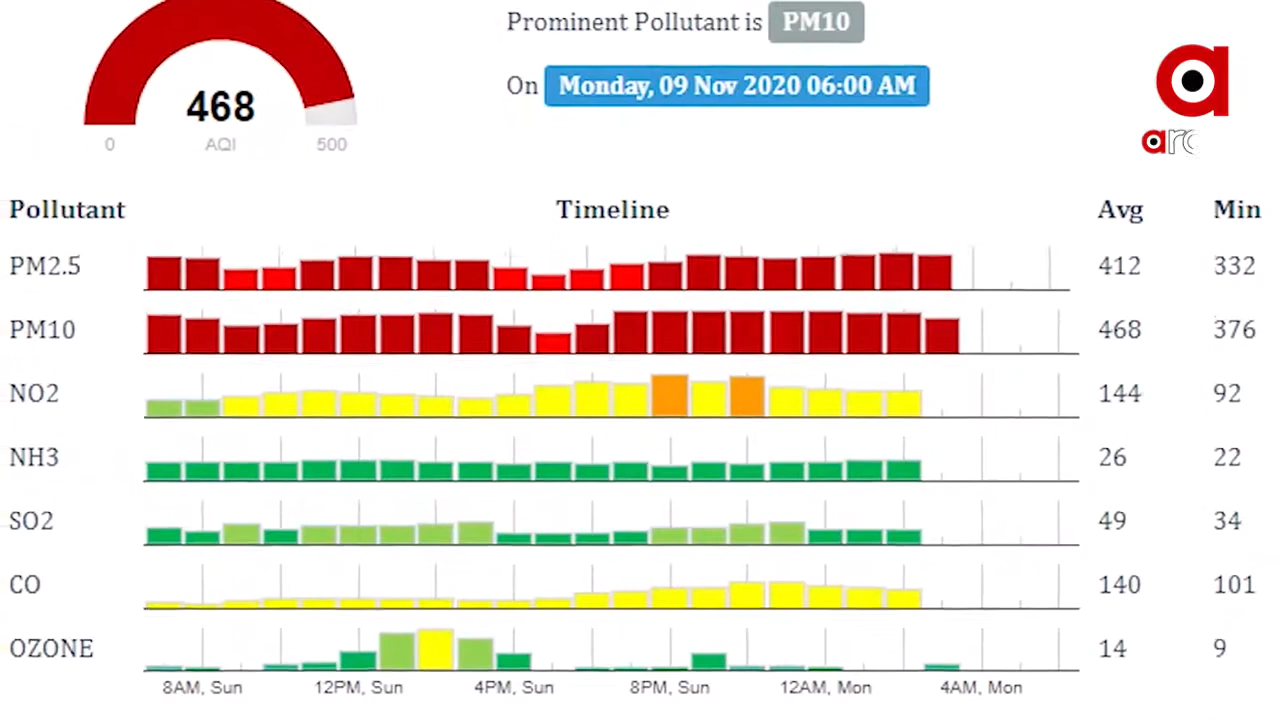 Prominent Pollutant is PM10
On Monday, 09 Nov 2020 06:00 AM
468
0 AQI 500
Pollutant Timeline Avg Min
PM2.5 412 332
PM10 468 376
NO2 144 92
NH3 26 22
SO2 49 34
CO 140 101
OZONE 14 9
8AM, Sun 12PM, Sun 4PM, Sun 8PM, Sun 12AM, Mon 4AM, Mon